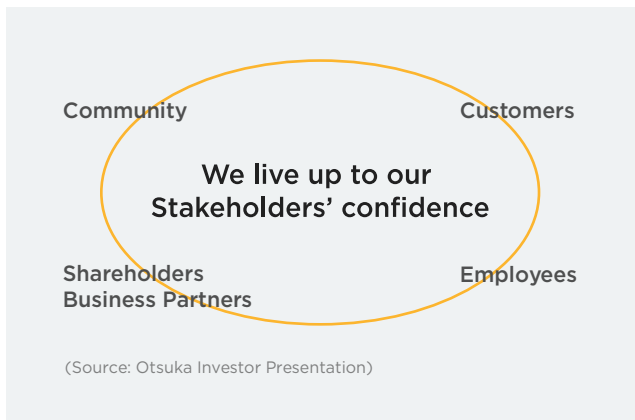 Community
Customers
We live up to our
Stakeholders’ confidence
Shareholders
Business Partners
Employees
(Source: Otsuka Investor Presentation)